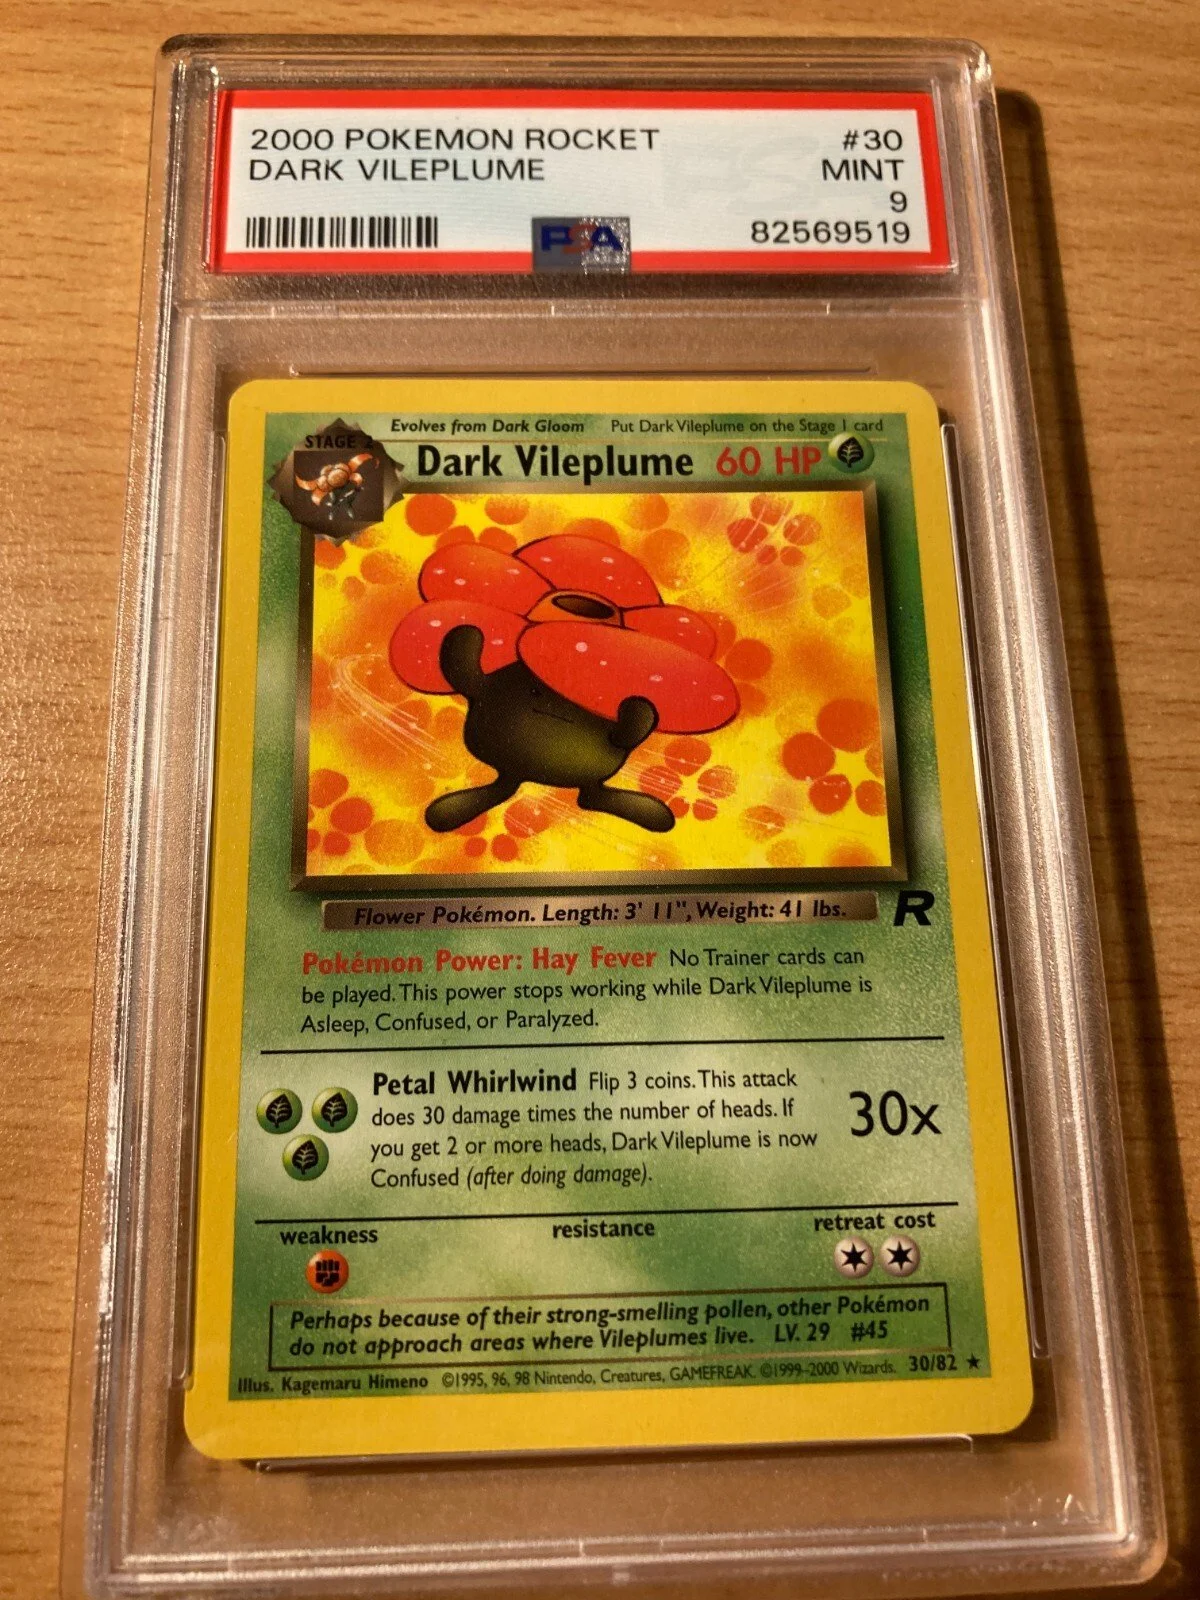 2000 POKEMON ROCKET #30
DARK VILEPLUME MINT
9
PSA 82569519
Evolves from Dark Gloom Put Dark Vileplume on the Stage 1 card
STAGE 2
Dark Vileplume 60 HP
Flower Pokémon. Length: 3' 11", Weight: 41 lbs.
R
Pokémon Power: Hay Fever No Trainer cards can
be played. This power stops working while Dark Vileplume is
Asleep, Confused, or Paralyzed.
Petal Whirlwind Flip 3 coins. This attack
does 30 damage times the number of heads. If
you get 2 or more heads, Dark Vileplume is now
Confused (after doing damage).
30x
weakness resistance retreat cost
Perhaps because of their strong-smelling pollen, other Pokémon
do not approach areas where Vileplumes live. LV. 29 #45
Illus. Kagemaru Himeno ©1995, 96, 98 Nintendo, Creatures, GAMEFREAK. ©1999-2000 Wizards. 30/82 ★